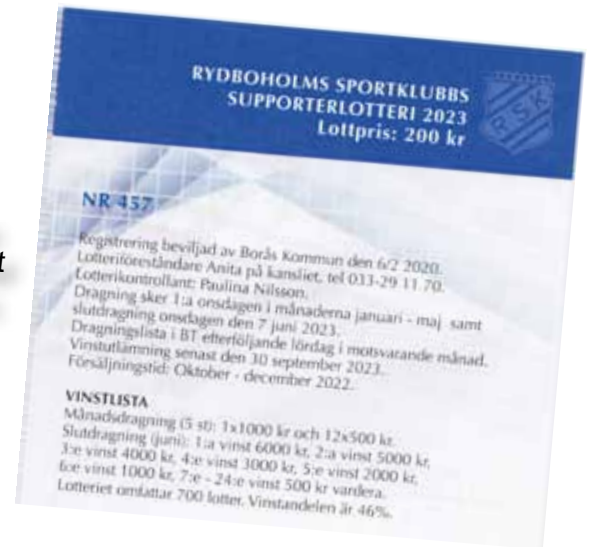 RYDBOHOLMS SPORTKLUBBS
SUPPORTERLOTTERI 2023
Lottpris: 200 kr
RSK
NR 457
t
Registrering beviljad av Borås Kommun den 6/2 2020.
Lotteriföreståndare Anita på kansliet, tel 033-29 11 70.
Lotterikontrollant: Paulina Nilsson.
Dragning sker 1:a onsdagen i månaderna januari - maj samt
slutdragning onsdagen den 7 juni 2023.
Dragningslista i BT efterföljande lördag i motsvarande månad.
Vinstutlämning senast den 30 september 2023.
Försäljningstid: Oktober - december 2022.
VINSTLISTA
Månadsdragning (5 st): 1x1000 kr och 12x500 kr.
Slutdragning (juni): 1:a vinst 6000 kr, 2:a vinst 5000 kr,
3:e vinst 4000 kr, 4:e vinst 3000 kr, 5:e vinst 2000 kr,
6:e vinst 1000 kr, 7:e - 24:e vinst 500 kr vardera.
Lotteriet omfattar 700 lotter. Vinstandelen är 46%.